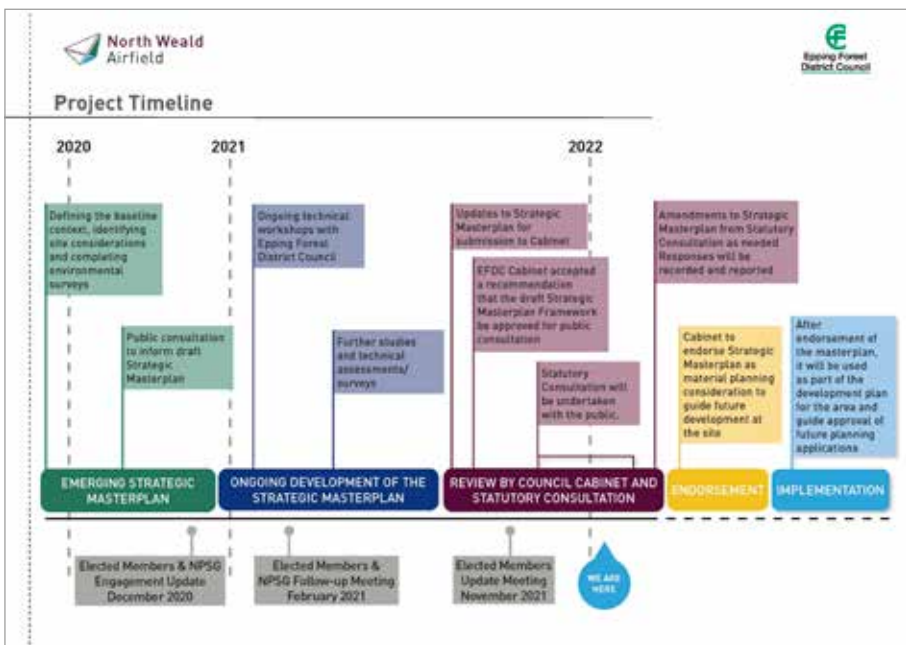 North Weald
Airfield
Epping Forest
District Council
Project Timeline
2020
2021
2022
Defining the baseline
context, identifying
site considerations
and completing
environmental
surveys
Public consultation
to inform draft
Strategic
Masterplan
Ongoing technical
workshops with
Epping Forest
District Council
Further studies
and technical
assessments/
surveys
Updates to Strategic
Masterplan for
submission to Cabinet
EFDC Cabinet accepted
a recommendation
that the draft Strategic
Masterplan Framework
be approved for public
consultation
Statutory
Consultation will
be undertaken
with the public.
Amendments to Strategic
Masterplan from Statutory
Consultation as needed
Responses will be
recorded and reported
Cabinet to
endorse Strategic
Masterplan as
material planning
consideration to
guide future
development at
the site
After
endorsement of
the masterplan,
it will be used
as part of the
development plan
for the area and
guide approval of
future planning
applications
EMERGING STRATEGIC
MASTERPLAN
ONGOING DEVELOPMENT OF THE
STRATEGIC MASTERPLAN
REVIEW BY COUNCIL CABINET AND
STATUTORY CONSULTATION
ENDORSEMENT
IMPLEMENTATION
Elected Members & NPSG
Engagement Update
December 2020
Elected Members &
NPSG Follow-up Meeting
February 2021
Elected Members
Update Meeting
November 2021
WE ARE
HERE